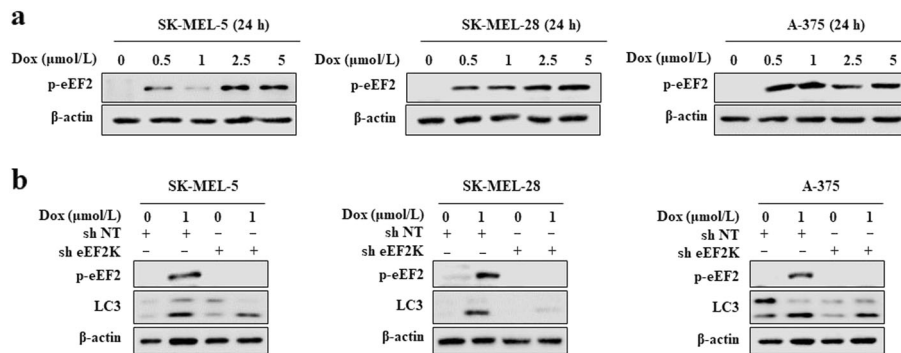 a
SK-MEL-5 (24 h)
Dox (μmol/L) 0 0.5 1 2.5 5
p-eEF2
β-actin
SK-MEL-28 (24 h)
Dox (μmol/L) 0 0.5 1 2.5 5
p-eEF2
β-actin
A-375 (24 h)
Dox (μmol/L) 0 0.5 1 2.5 5
p-eEF2
β-actin
b
SK-MEL-5
Dox (μmol/L) 0 1 0 1
sh NT + + − −
sh eEF2K − − + +
p-eEF2
LC3
β-actin
SK-MEL-28
Dox (μmol/L) 0 1 0 1
sh NT + + − −
sh eEF2K − − + +
p-eEF2
LC3
β-actin
A-375
Dox (μmol/L) 0 1 0 1
sh NT + + − −
sh eEF2K − − + +
p-eEF2
LC3
β-actin